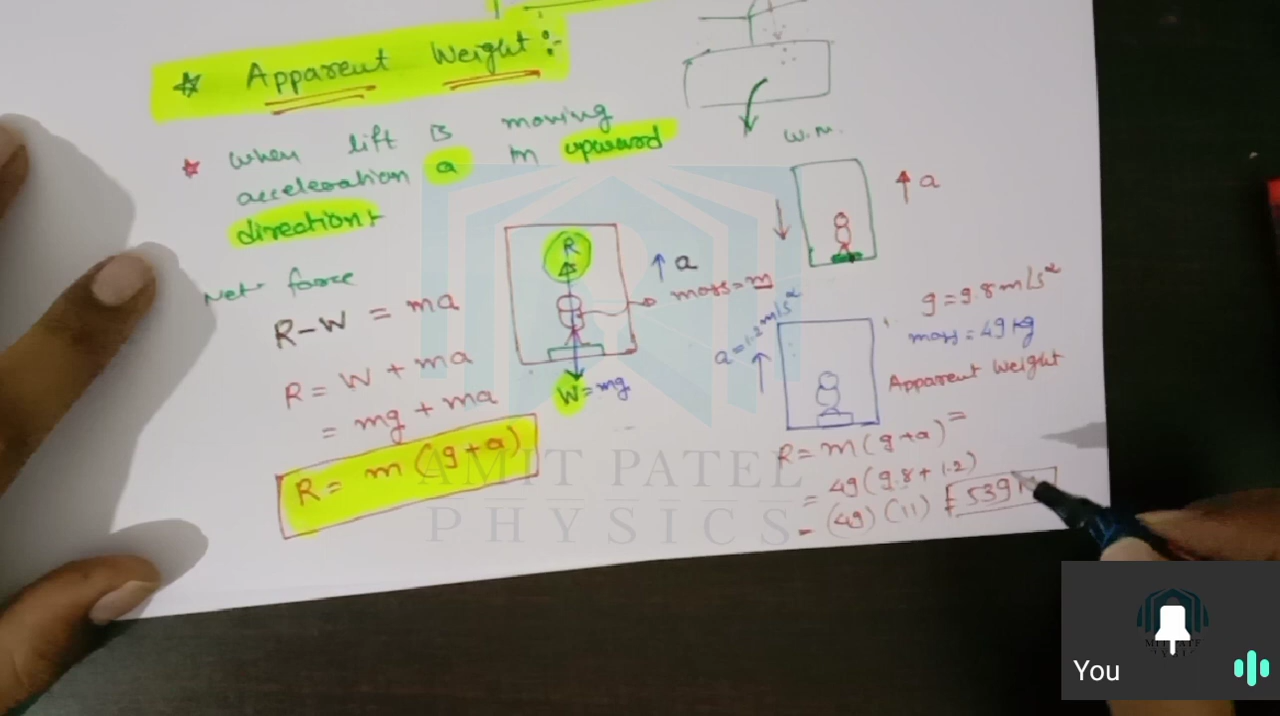 ☆ Apparent Weight :-
☆ when lift is moving
acceleration a in upward
direction
Net force
R-W = ma
R = W + ma
= mg + ma
R = m (g+a)
R
a
mass = m
W = mg
W.M.
a
a = 1.2 m/s²
g = 9.8 m/s²
mass = 49 kg
Apparent Weight
=
R = m (g+a)
= 49 (9.8 + 1.2)
= (49) (11) = 539
AMIT PATEL
PHYSICS
You